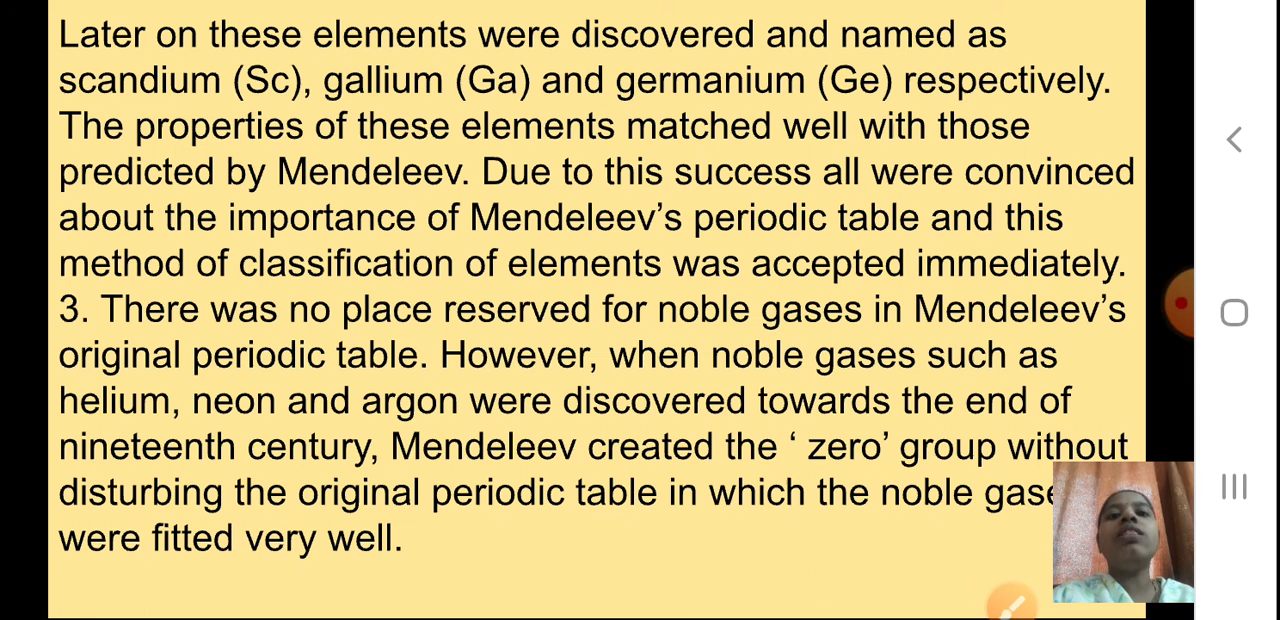 Later on these elements were discovered and named as
scandium (Sc), gallium (Ga) and germanium (Ge) respectively.
The properties of these elements matched well with those
predicted by Mendeleev. Due to this success all were convinced
about the importance of Mendeleev’s periodic table and this
method of classification of elements was accepted immediately.
3. There was no place reserved for noble gases in Mendeleev’s
original periodic table. However, when noble gases such as
helium, neon and argon were discovered towards the end of
nineteenth century, Mendeleev created the ‘ zero’ group without
disturbing the original periodic table in which the noble
were fitted very well.